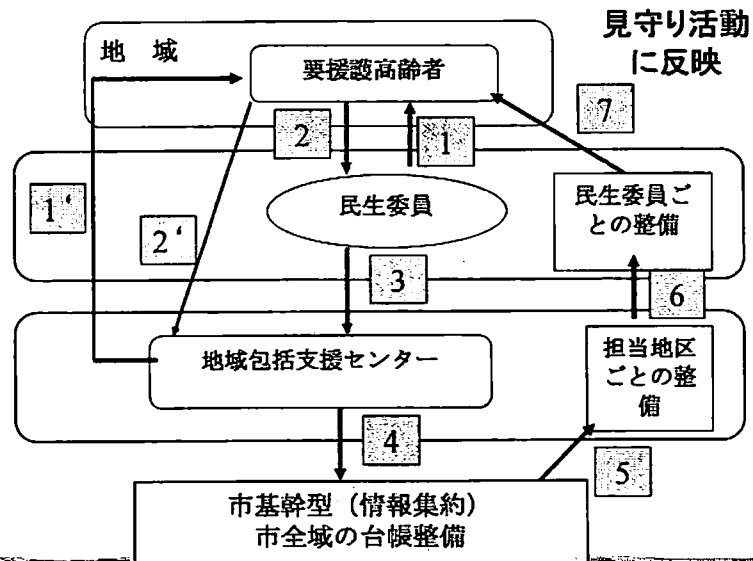 見守り活動
に反映
地 域
要援護高齢者
7
2
1
民生委員
民生委員ご
との整備
1'
2'
3
6
地域包括支援センター
担当地区
ごとの整
備
4
5
市基幹型（情報集約）
市全域の台帳整備